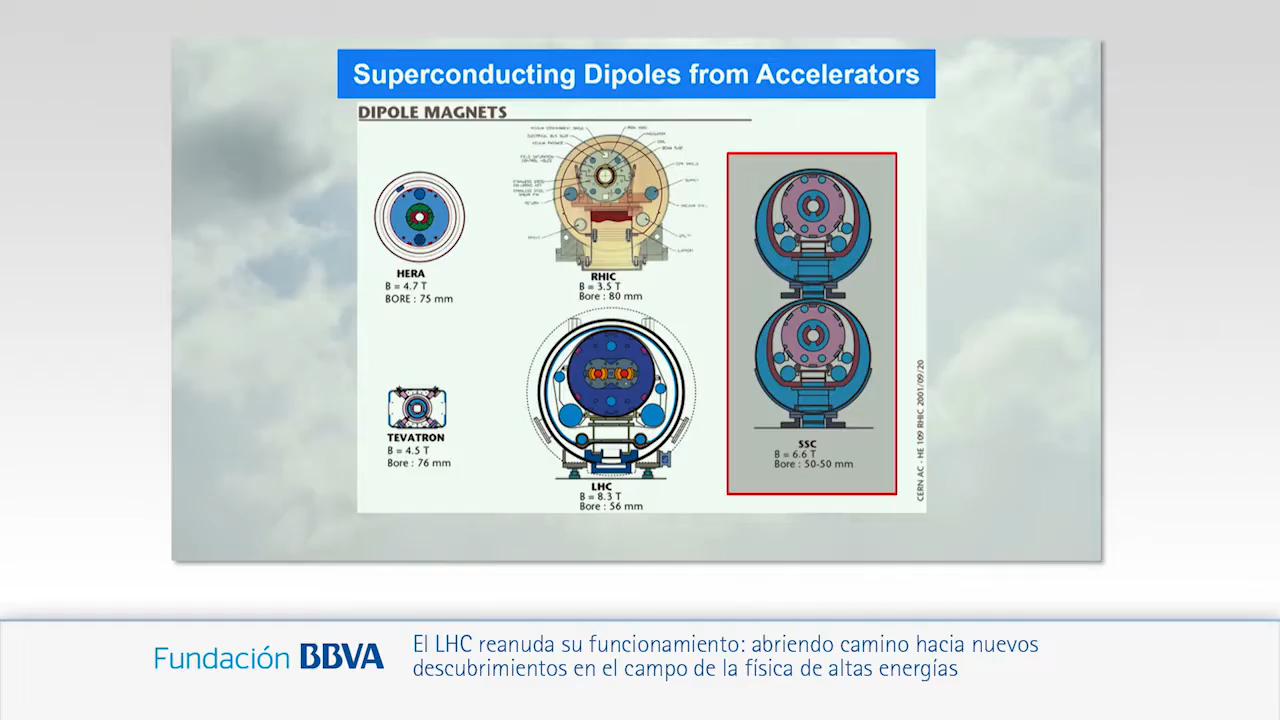 Superconducting Dipoles from Accelerators
DIPOLE MAGNETS
HERA
B = 4.7 T
BORE : 75 mm
RHIC
B = 3.5 T
Bore : 80 mm
TEVATRON
B = 4.5 T
Bore : 76 mm
LHC
B = 8.3 T
Bore : 56 mm
SSC
B = 6.6 T
Bore : 50-50 mm
CERN AC - HE 109 RHIC 2001/09/20
Fundación BBVA
El LHC reanuda su funcionamiento: abriendo camino hacia nuevos
descubrimientos en el campo de la física de altas energías